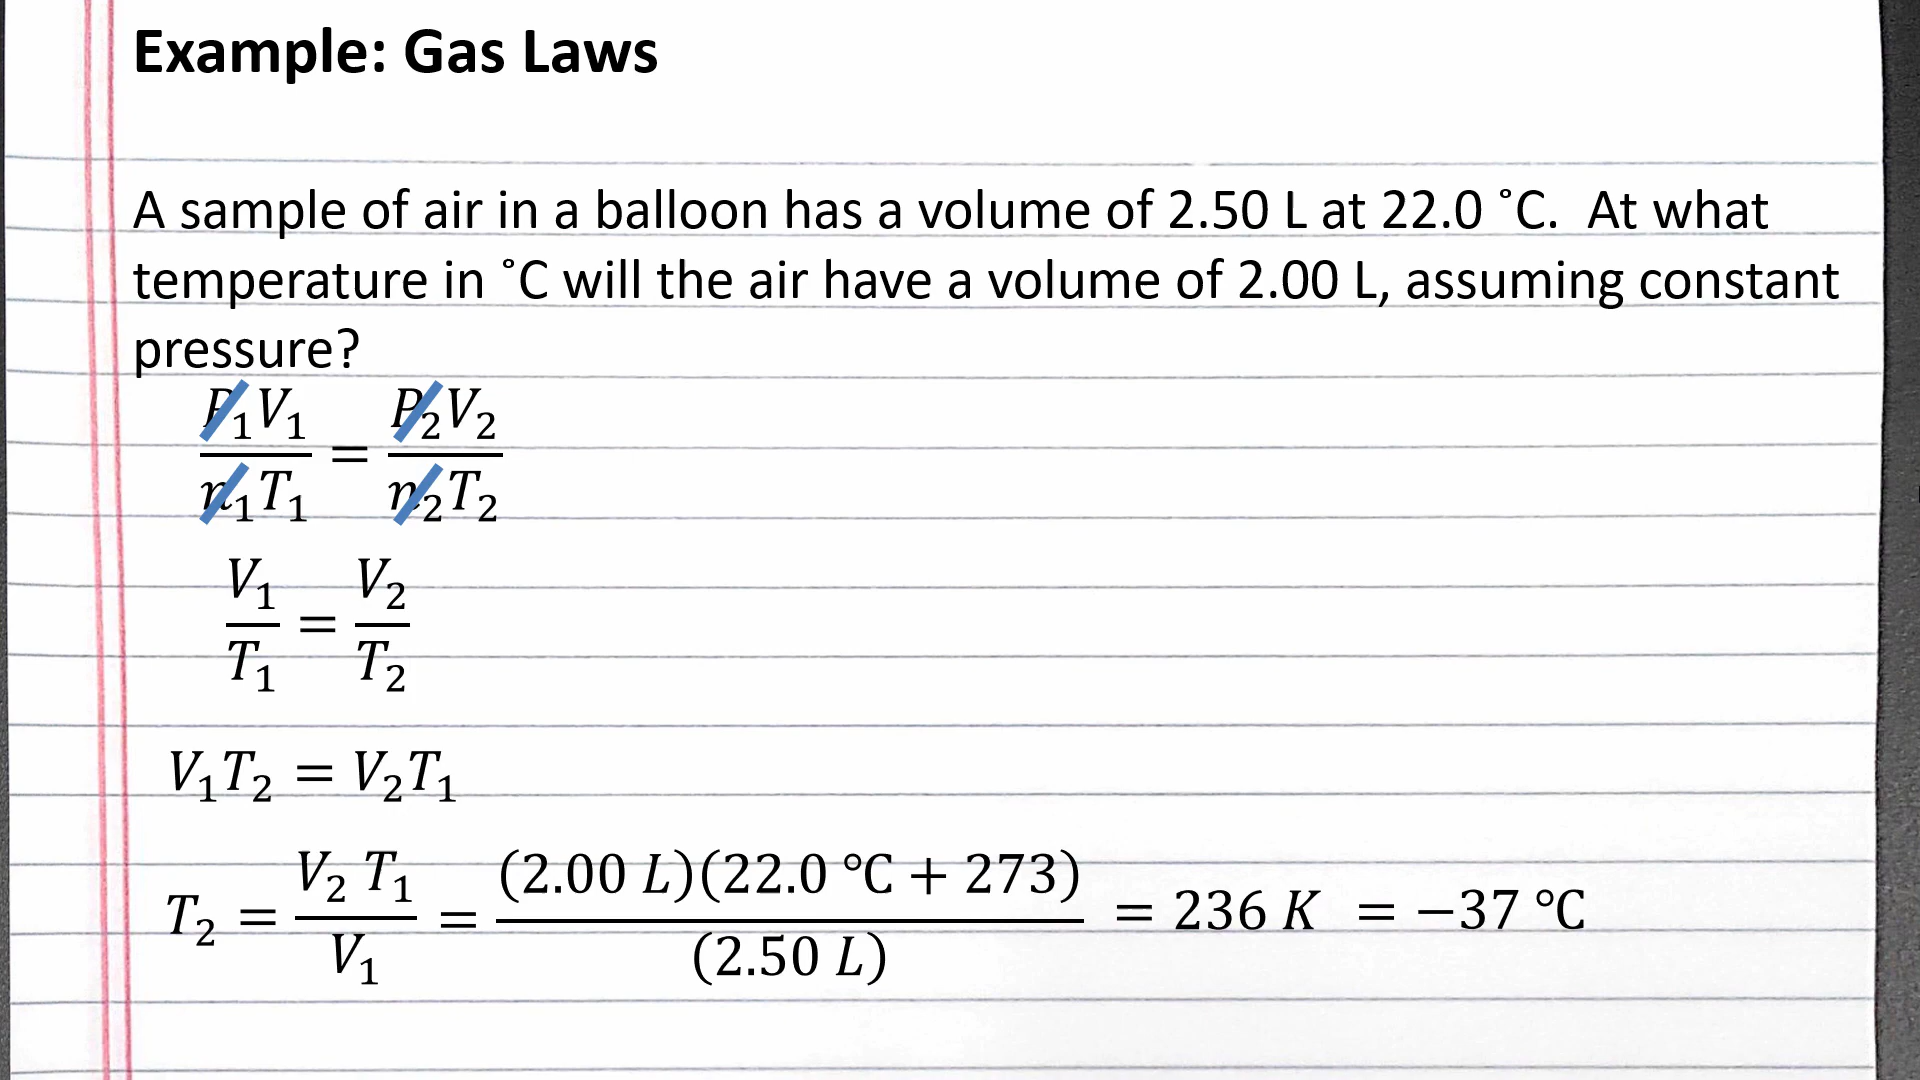 Example: Gas Laws
A sample of air in a balloon has a volume of 2.50 L at 22.0 ˚C.  At what
temperature in ˚C will the air have a volume of 2.00 L, assuming constant
pressure?
P₁V₁/n₁T₁ = P₂V₂/n₂T₂
V₁/T₁ = V₂/T₂
V₁T₂ = V₂T₁
T₂ = V₂ T₁/V₁ = (2.00 L)(22.0 ℃ + 273)/(2.50 L) = 236 K = −37 ℃